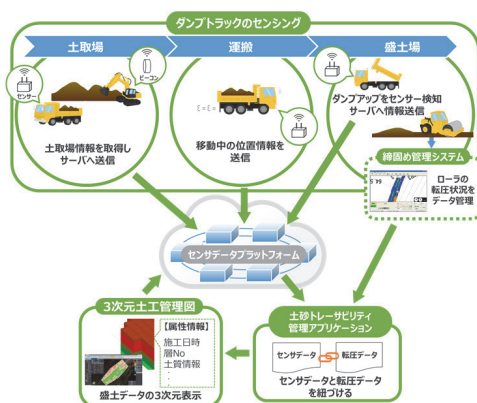 ダンプトラックのセンシング
土取場
運搬
盛土場
センサー
ビーコン
土取場情報を取得し
サーバへ送信
移動中の位置情報を
送信
ダンプアップをセンサー検知
サーバへ情報送信
締固め管理システム
ローラの
転圧状況を
データ管理
センサデータプラットフォーム
3次元土工管理図
【属性情報】
施工日時
層No
土質情報
:
盛土データの3次元表示
土砂トレーサビリティ
管理アプリケーション
センサデータ
転圧データ
センサデータと転圧データ
を紐づける